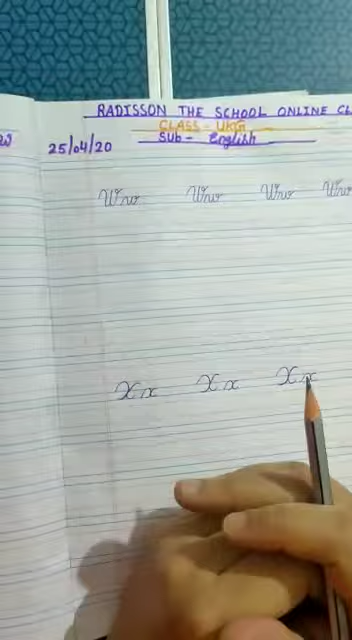 RADISSON THE SCHOOL ONLINE CL
CLASS - UKG
25/04/20 Sub - English
Ww Ww Ww Ww
Xx Xx Xx